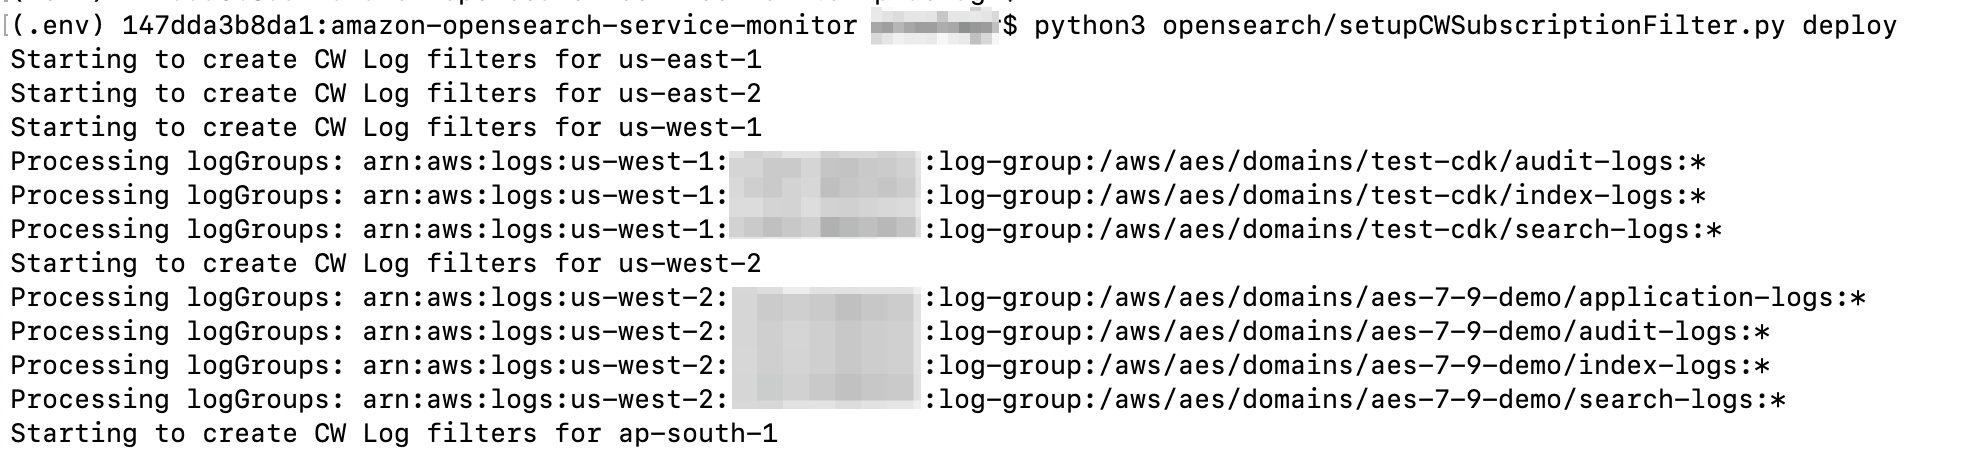 (.env) 147dda3b8da1:amazon-opensearch-service-monitor $ python3 opensearch/setupCWSubscriptionFilter.py deploy
Starting to create CW Log filters for us-east-1
Starting to create CW Log filters for us-east-2
Starting to create CW Log filters for us-west-1
Processing logGroups: arn:aws:logs:us-west-1: :log-group:/aws/aes/domains/test-cdk/audit-logs:*
Processing logGroups: arn:aws:logs:us-west-1: :log-group:/aws/aes/domains/test-cdk/index-logs:*
Processing logGroups: arn:aws:logs:us-west-1: :log-group:/aws/aes/domains/test-cdk/search-logs:*
Starting to create CW Log filters for us-west-2
Processing logGroups: arn:aws:logs:us-west-2: :log-group:/aws/aes/domains/aes-7-9-demo/application-logs:*
Processing logGroups: arn:aws:logs:us-west-2: :log-group:/aws/aes/domains/aes-7-9-demo/audit-logs:*
Processing logGroups: arn:aws:logs:us-west-2: :log-group:/aws/aes/domains/aes-7-9-demo/index-logs:*
Processing logGroups: arn:aws:logs:us-west-2: :log-group:/aws/aes/domains/aes-7-9-demo/search-logs:*
Starting to create CW Log filters for ap-south-1